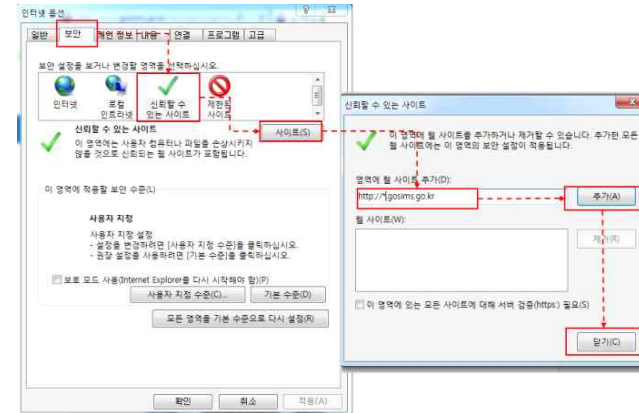 인터넷 옵션
일반 보안 개인 정보 내용 연결 프로그램 고급
보안 설정을 보거나 변경할 영역을 선택하십시오.
인터넷 로컬 인트라넷 신뢰할 수 있는 사이트 제한된 사이트
신뢰할 수 있는 사이트
사이트(S)
이 영역에는 사용자 컴퓨터나 파일을 손상시키지
않을 것으로 신뢰되는 웹 사이트가 포함됩니다.
이 영역에 적용할 보안 수준(L)
사용자 지정
사용자 지정 설정
- 설정을 변경하려면 [사용자 지정 수준]을 클릭하십시오.
- 권장 설정을 사용하려면 [기본 수준]을 클릭하십시오.
보호 모드 사용(Internet Explorer를 다시 시작해야 함)(P)
사용자 지정 수준(C)... 기본 수준(D)
모든 영역을 기본 수준으로 다시 설정(R)
확인 취소 적용(A)
신뢰할 수 있는 사이트
이 영역에 웹 사이트를 추가하거나 제거할 수 있습니다. 추가한 모든
웹 사이트에는 이 영역의 보안 설정이 적용됩니다.
영역에 웹 사이트 추가(D):
http://*.gosims.go.kr 추가(A)
웹 사이트(W):
제거(R)
이 영역에 있는 모든 사이트에 대해 서버 검증(https:) 필요(S)
닫기(C)